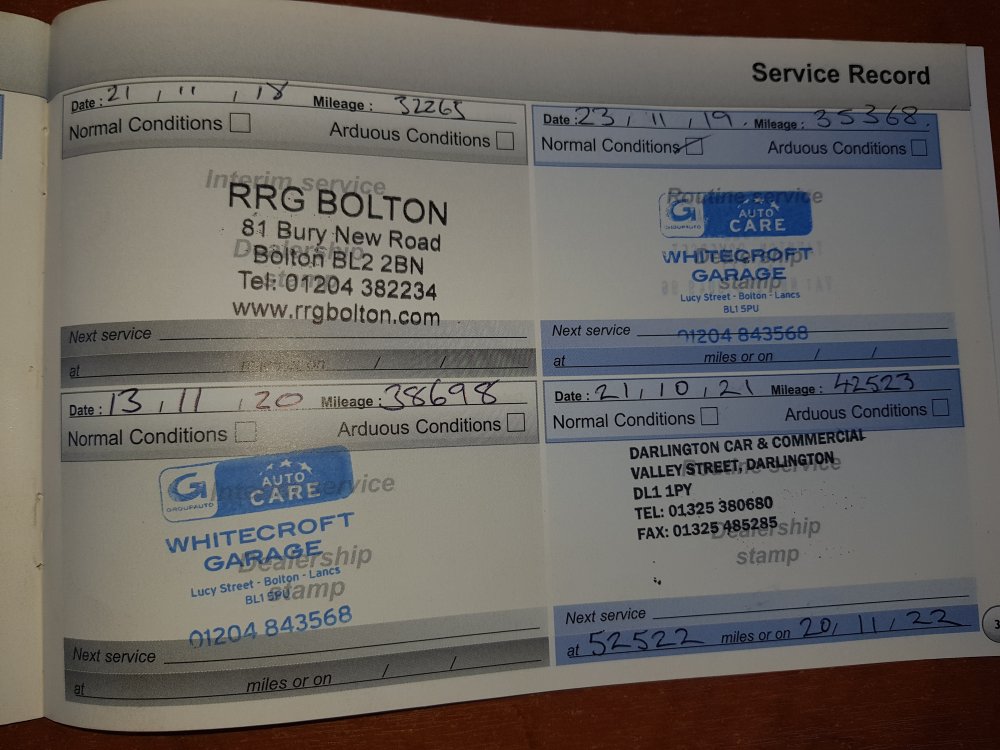 Service Record
Date : 21 / 11 / 18 Mileage : 32265
Normal Conditions Arduous Conditions
Interim service
RRG BOLTON
81 Bury New Road
Dealership
Bolton BL2 2BN
stamp
Tel: 01204 382234
www.rrgbolton.com
Next service
at miles or on / /
Date : 23 / 11 / 19 . Mileage : 35368.
Normal Conditions Arduous Conditions
Routine service
G AUTO
GROUPAUTO CARE
Dealership
WHITECROFT
GARAGE
stamp
Lucy Street - Bolton - Lancs
BL1 5PU
01204 843568
Next service
at miles or on / /
Date : 13 / 11 / 20 Mileage : 38698
Normal Conditions Arduous Conditions
Interim service
G AUTO
GROUPAUTO CARE
WHITECROFT
GARAGE
Dealership
Lucy Street - Bolton - Lancs
stamp
BL1 5PU
01204 843568
Next service
at miles or on / /
Date : 21 / 10 / 21 Mileage : 42523
Normal Conditions Arduous Conditions
DARLINGTON CAR & COMMERCIAL
VALLEY STREET, DARLINGTON
Routine service
DL1 1PY
TEL: 01325 380680
FAX: 01325 485285
Dealership
stamp
Next service
at 52522 miles or on 20 / 11 / 22
3